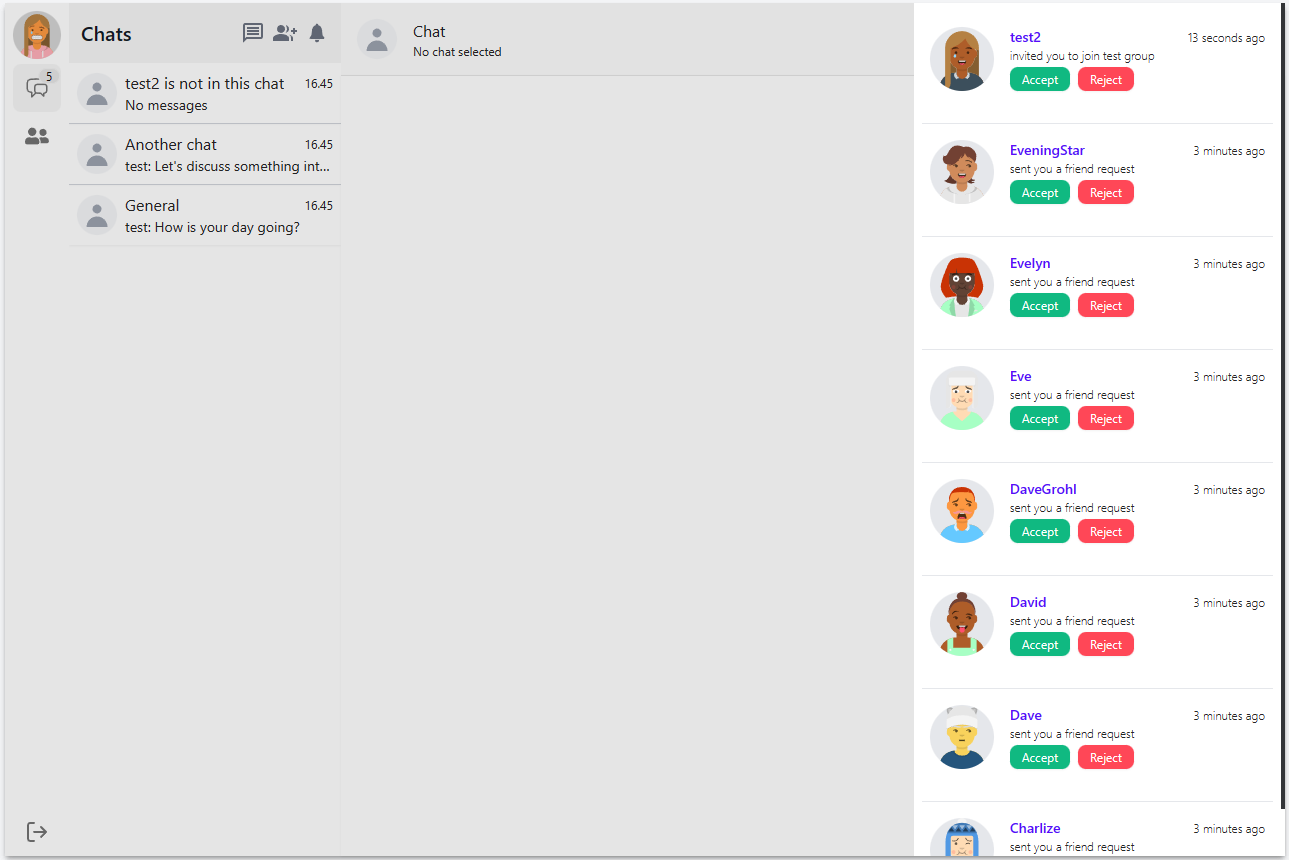 5
Chats
test2 is not in this chat 16.45
No messages
Another chat 16.45
test: Let's discuss something int...
General 16.45
test: How is your day going?
Chat
No chat selected
test2 13 seconds ago
invited you to join test group
Accept Reject
EveningStar 3 minutes ago
sent you a friend request
Accept Reject
Evelyn 3 minutes ago
sent you a friend request
Accept Reject
Eve 3 minutes ago
sent you a friend request
Accept Reject
DaveGrohl 3 minutes ago
sent you a friend request
Accept Reject
David 3 minutes ago
sent you a friend request
Accept Reject
Dave 3 minutes ago
sent you a friend request
Accept Reject
Charlize 3 minutes ago
sent you a friend request